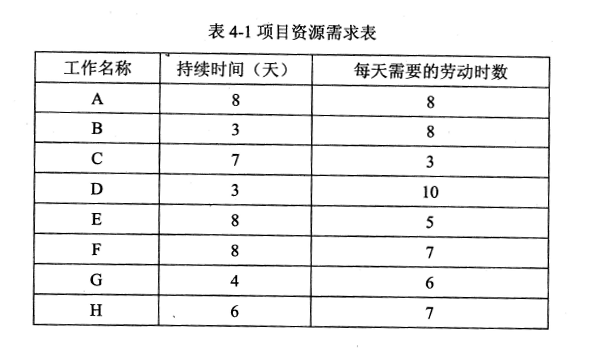 表 4-1 项目资源需求表
工作名称 持续时间（天） 每天需要的劳动时数
A 8 8
B 3 8
C 7 3
D 3 10
E 8 5
F 8 7
G 4 6
H 6 7